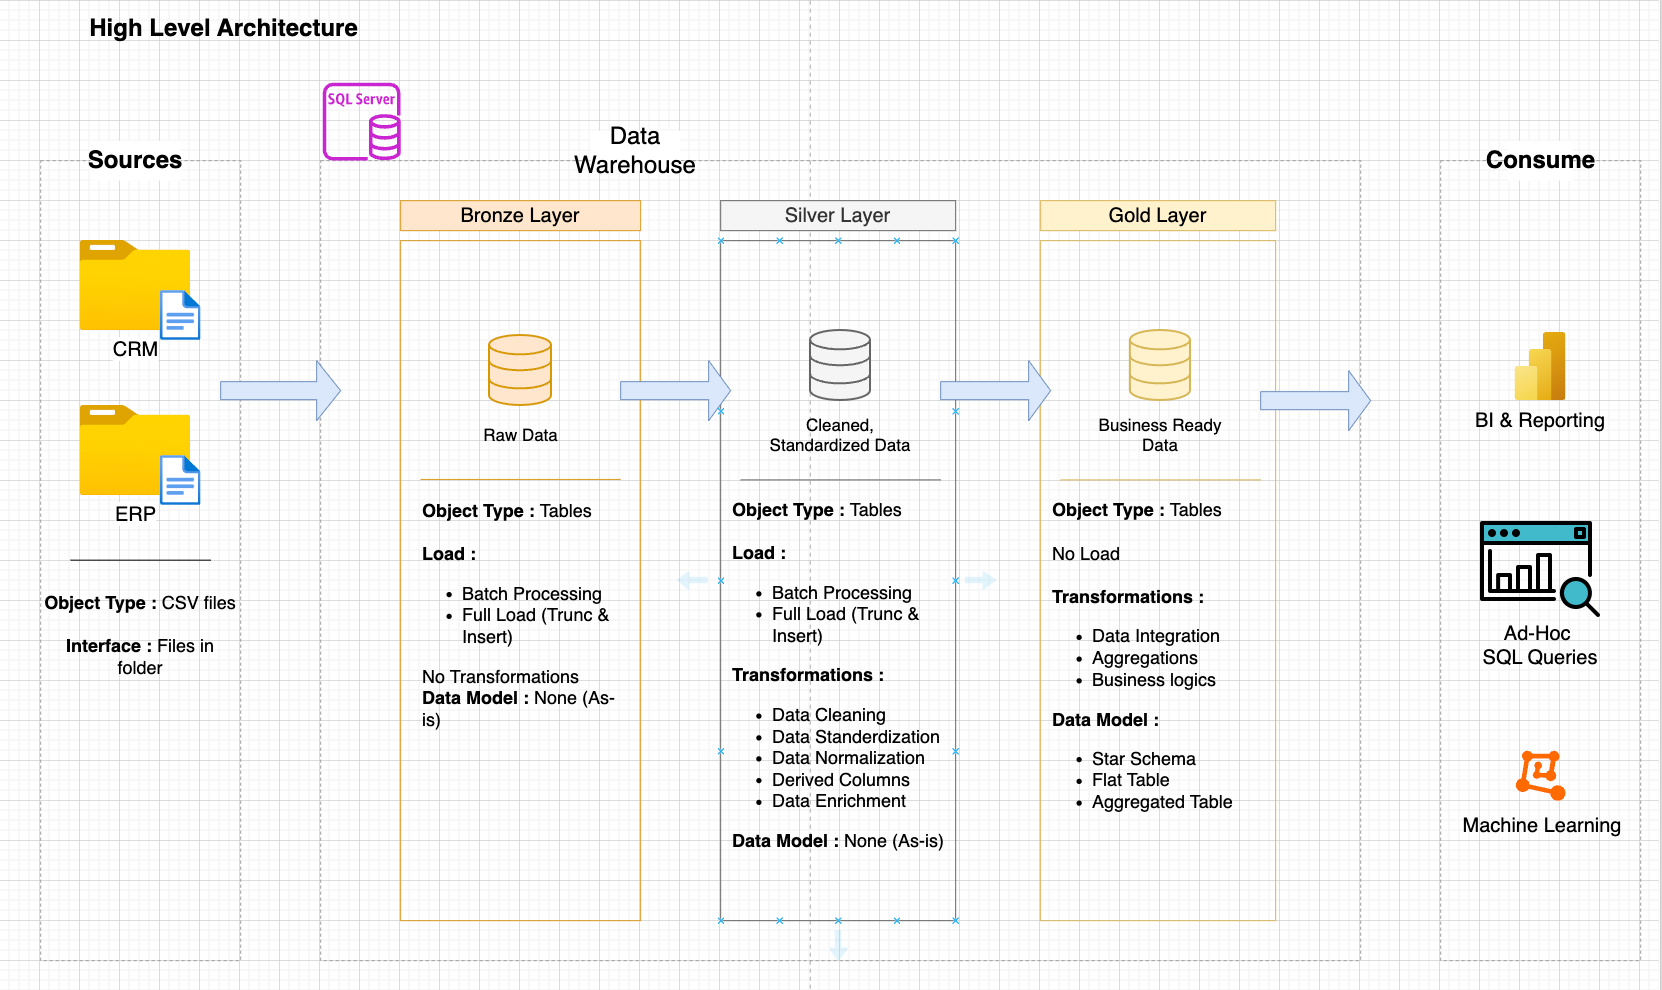 High Level Architecture
SQL Server
Data
Warehouse
Sources
CRM
ERP
Object Type : CSV files
Interface : Files in
folder
Bronze Layer
Raw Data
Object Type : Tables
Load :
• Batch Processing
• Full Load (Trunc &
Insert)
No Transformations
Data Model : None (As-
is)
Silver Layer
Cleaned,
Standardized Data
Object Type : Tables
Load :
• Batch Processing
• Full Load (Trunc &
Insert)
Transformations :
• Data Cleaning
• Data Standerdization
• Data Normalization
• Derived Columns
• Data Enrichment
Data Model : None (As-is)
Gold Layer
Business Ready
Data
Object Type : Tables
No Load
Transformations :
• Data Integration
• Aggregations
• Business logics
Data Model :
• Star Schema
• Flat Table
• Aggregated Table
Consume
BI & Reporting
Ad-Hoc
SQL Queries
Machine Learning